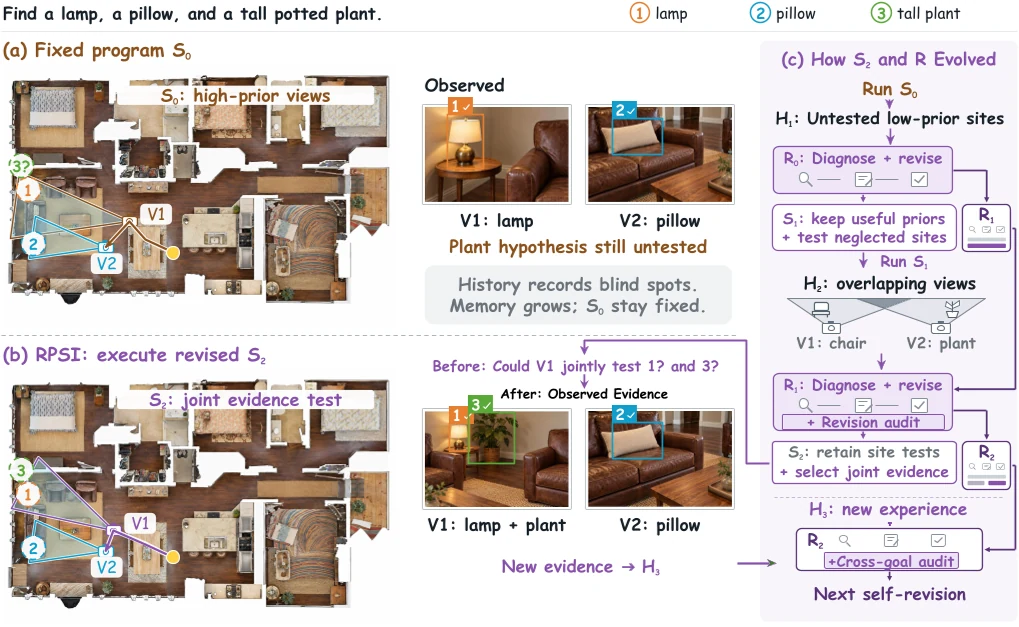 Find a lamp, a pillow, and a tall potted plant.
1 lamp
2 pillow
3 tall plant
(a) Fixed program S₀
S₀: high-prior views
3?
1
2
V1
V2
Observed
1 ✓
2 ✓
V1: lamp
V2: pillow
Plant hypothesis still untested
History records blind spots.
Memory grows; S₀ stay fixed.
(b) RPSI: execute revised S₂
S₂: joint evidence test
3
1
2
V1
V2
Before: Could V1 jointly test 1? and 3?
After: Observed Evidence
1 ✓
3 ✓
2 ✓
V1: lamp + plant
V2: pillow
New evidence → H₃
(c) How S₂ and R Evolved
Run S₀
H₁: Untested low-prior sites
R₀: Diagnose + revise
S₁: keep useful priors
+ test neglected sites
R₁
Run S₁
H₂: overlapping views
V1: chair
V2: plant
R₁: Diagnose + revise
+ Revision audit
S₂: retain site tests
+ select joint evidence
R₂
H₃: new experience
R₂
+Cross-goal audit
Next self-revision